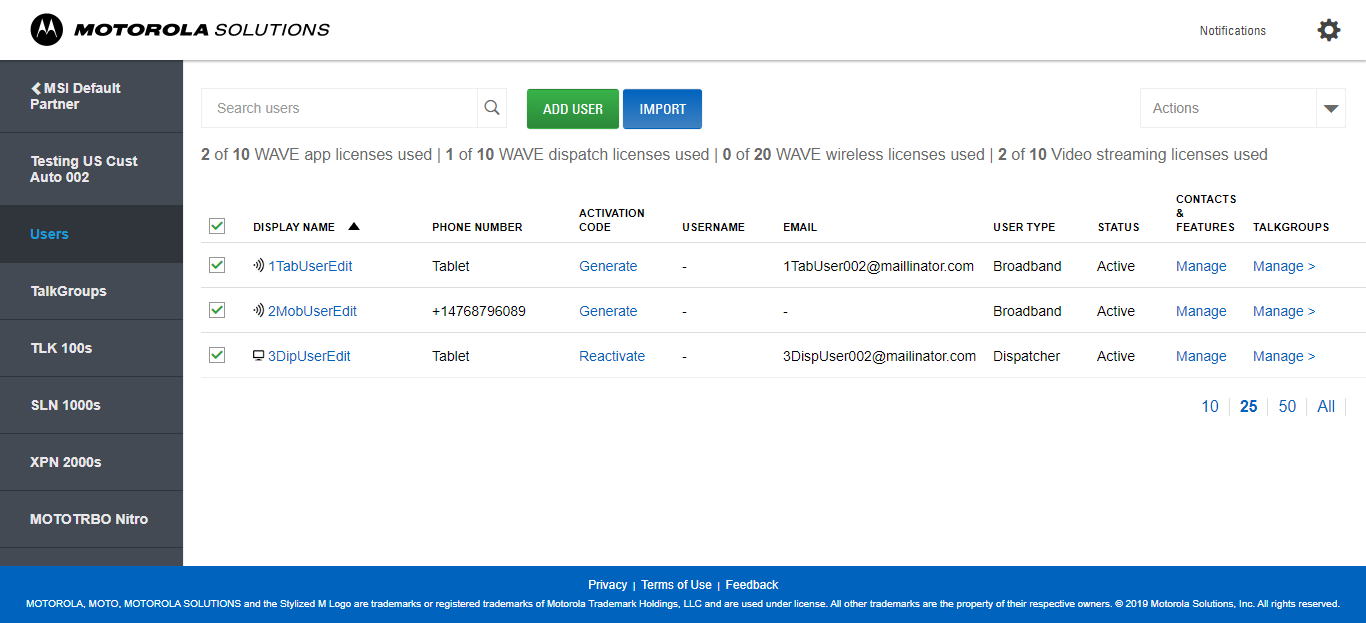 MOTOROLA SOLUTIONS
Notifications
MSI Default
Partner
Testing US Cust
Auto 002
Users
TalkGroups
TLK 100s
SLN 1000s
XPN 2000s
MOTOTRBO Nitro
Search users
ADD USER
IMPORT
Actions
2 of 10 WAVE app licenses used | 1 of 10 WAVE dispatch licenses used | 0 of 20 WAVE wireless licenses used | 2 of 10 Video streaming licenses used
DISPLAY NAME PHONE NUMBER ACTIVATION CODE USERNAME EMAIL USER TYPE STATUS CONTACTS & FEATURES TALKGROUPS
1TabUserEdit Tablet Generate - 1TabUser002@maillinator.com Broadband Active Manage Manage >
2MobUserEdit +14768796089 Generate - - Broadband Active Manage Manage >
3DipUserEdit Tablet Reactivate - 3DispUser002@mailinator.com Dispatcher Active Manage Manage >
10 25 50 All
Privacy | Terms of Use | Feedback
MOTOROLA, MOTO, MOTOROLA SOLUTIONS and the Stylized M Logo are trademarks or registered trademarks of Motorola Trademark Holdings, LLC and are used under license. All other trademarks are the property of their respective owners. © 2019 Motorola Solutions, Inc. All rights reserved.